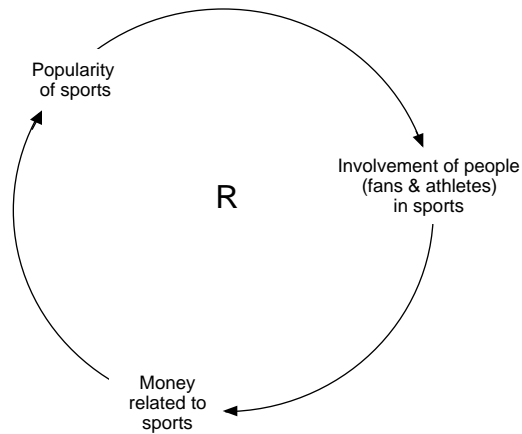 Popularity
of sports
Involvement of people
(fans & athletes)
in sports
R
Money
related to
sports